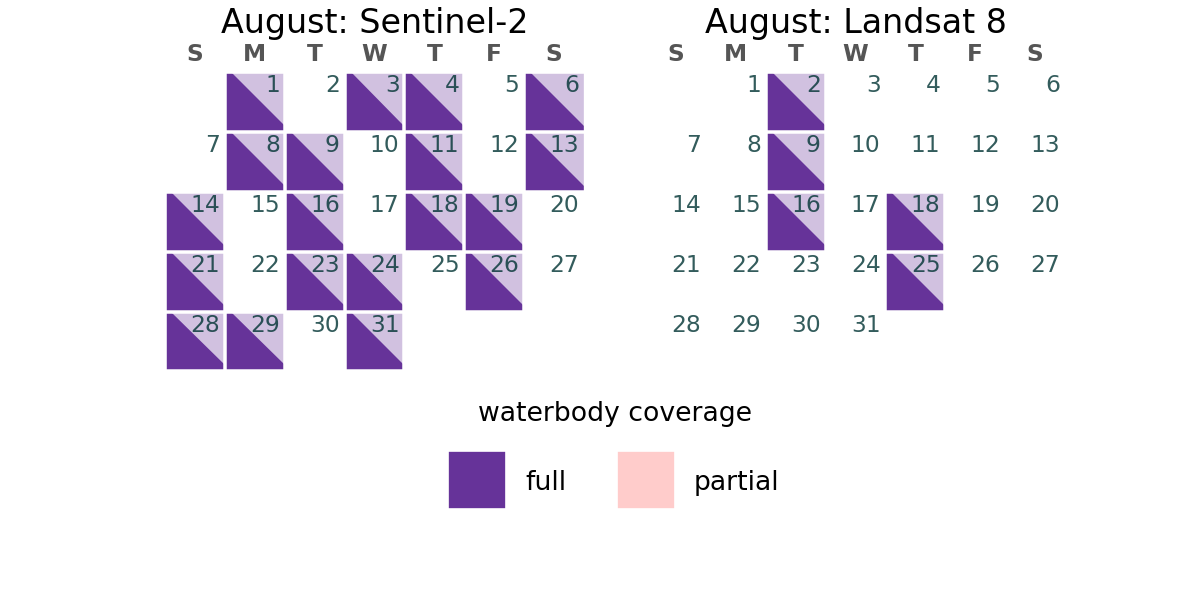 August: Sentinel-2
S M T W T F S
1 2 3 4 5 6
7 8 9 10 11 12 13
14 15 16 17 18 19 20
21 22 23 24 25 26 27
28 29 30 31
August: Landsat 8
S M T W T F S
1 2 3 4 5 6
7 8 9 10 11 12 13
14 15 16 17 18 19 20
21 22 23 24 25 26 27
28 29 30 31
waterbody coverage
full partial